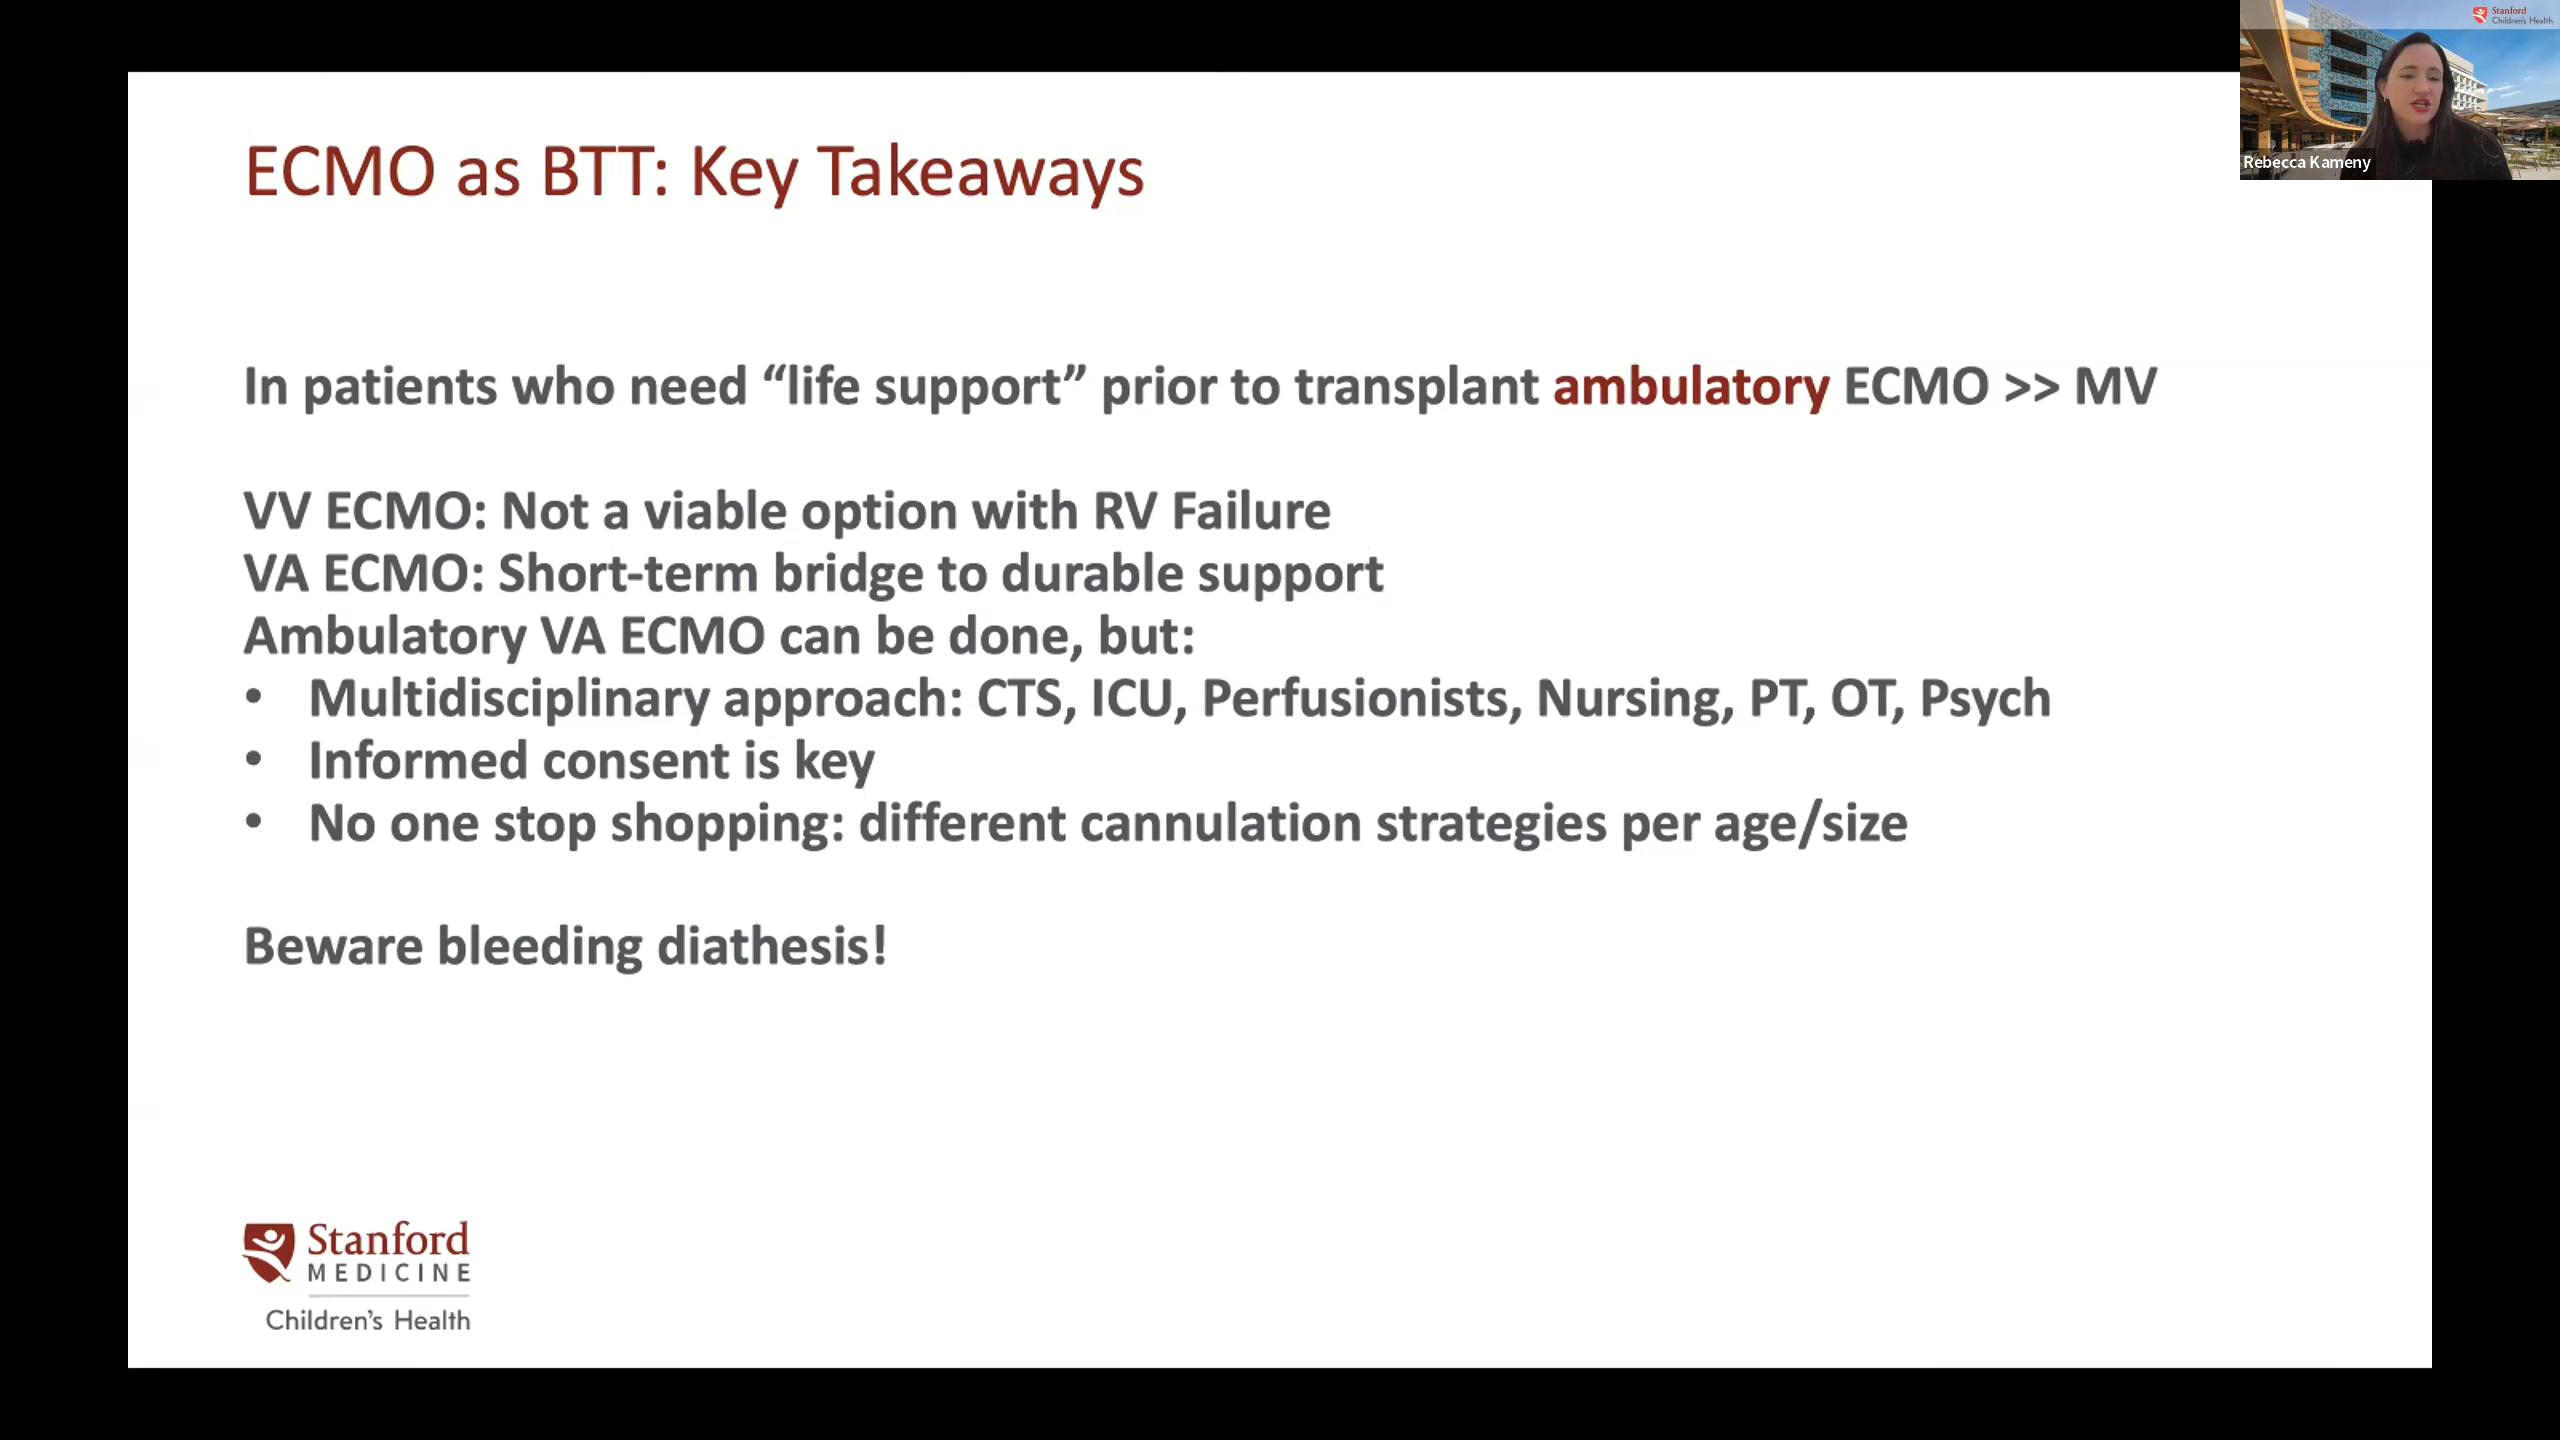 Stanford
Children's Health
Rebecca Kameny
ECMO as BTT: Key Takeaways
In patients who need “life support” prior to transplant ambulatory ECMO >> MV
VV ECMO: Not a viable option with RV Failure
VA ECMO: Short-term bridge to durable support
Ambulatory VA ECMO can be done, but:
• Multidisciplinary approach: CTS, ICU, Perfusionists, Nursing, PT, OT, Psych
• Informed consent is key
• No one stop shopping: different cannulation strategies per age/size
Beware bleeding diathesis!
Stanford
MEDICINE
Children’s Health